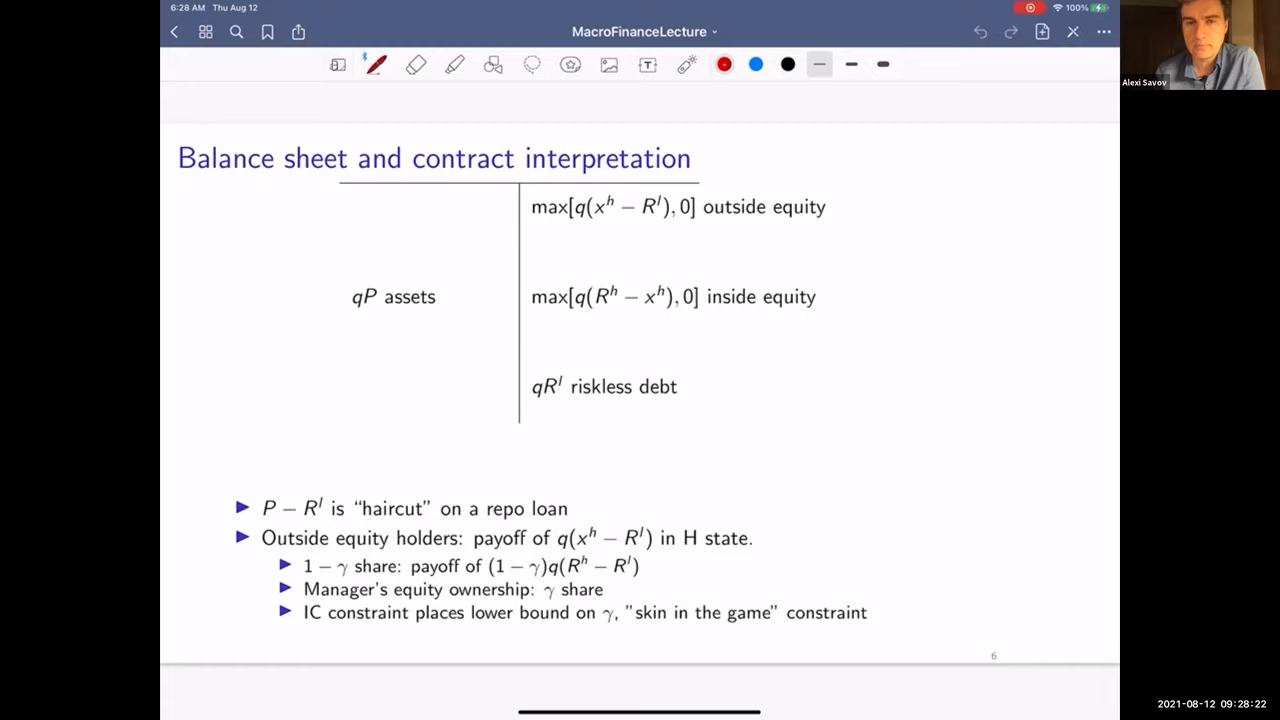 6:28 AM Thu Aug 12
100%
MacroFinanceLecture
Alexi Savov
Balance sheet and contract interpretation
max[q(x^h − R^l), 0] outside equity
qP assets
max[q(R^h − x^h), 0] inside equity
qR^l riskless debt
▶ P − R^l is “haircut” on a repo loan
▶ Outside equity holders: payoff of q(x^h − R^l) in H state.
▶ 1 − γ share: payoff of (1 − γ)q(R^h − R^l)
▶ Manager's equity ownership: γ share
▶ IC constraint places lower bound on γ, ”skin in the game” constraint
6
2021-08-12 09:28:22